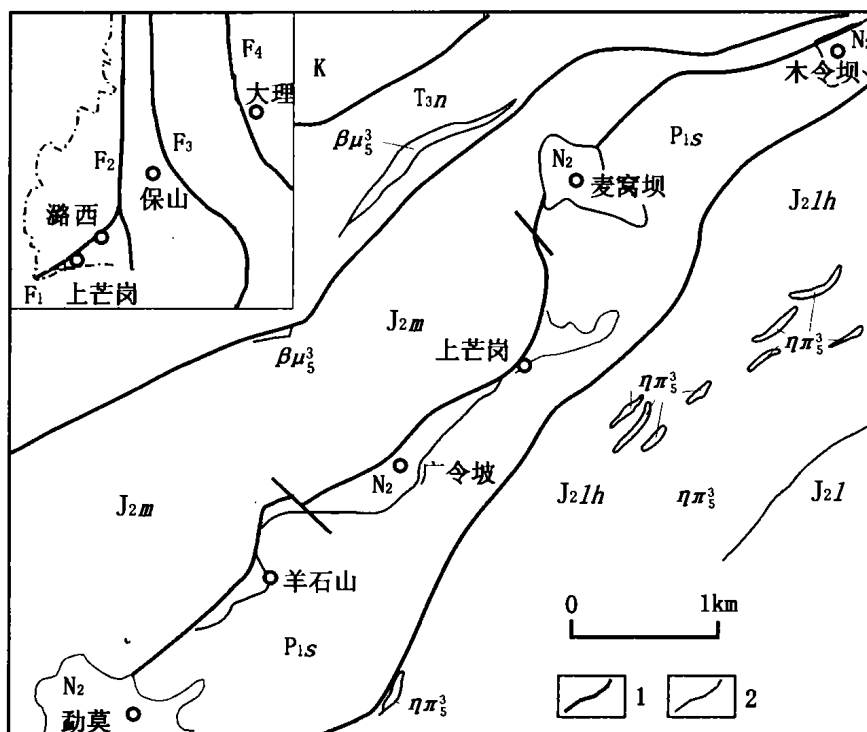 F₄
大理
F₂
F₃
保山
潞西
F₁
上芒岗
K
T₃n
βμ₅³
N₂
木令坝
P₁s
N₂
麦窝坝
J₂lh
J₂m
βμ₅³
上芒岗
ηπ₅³
ηπ₅³
N₂
广令坡
J₂m
J₂lh
ηπ₅³
J₂l
羊石山
0 1km
P₁s
N₂
勐莫
ηπ₅³
1 2